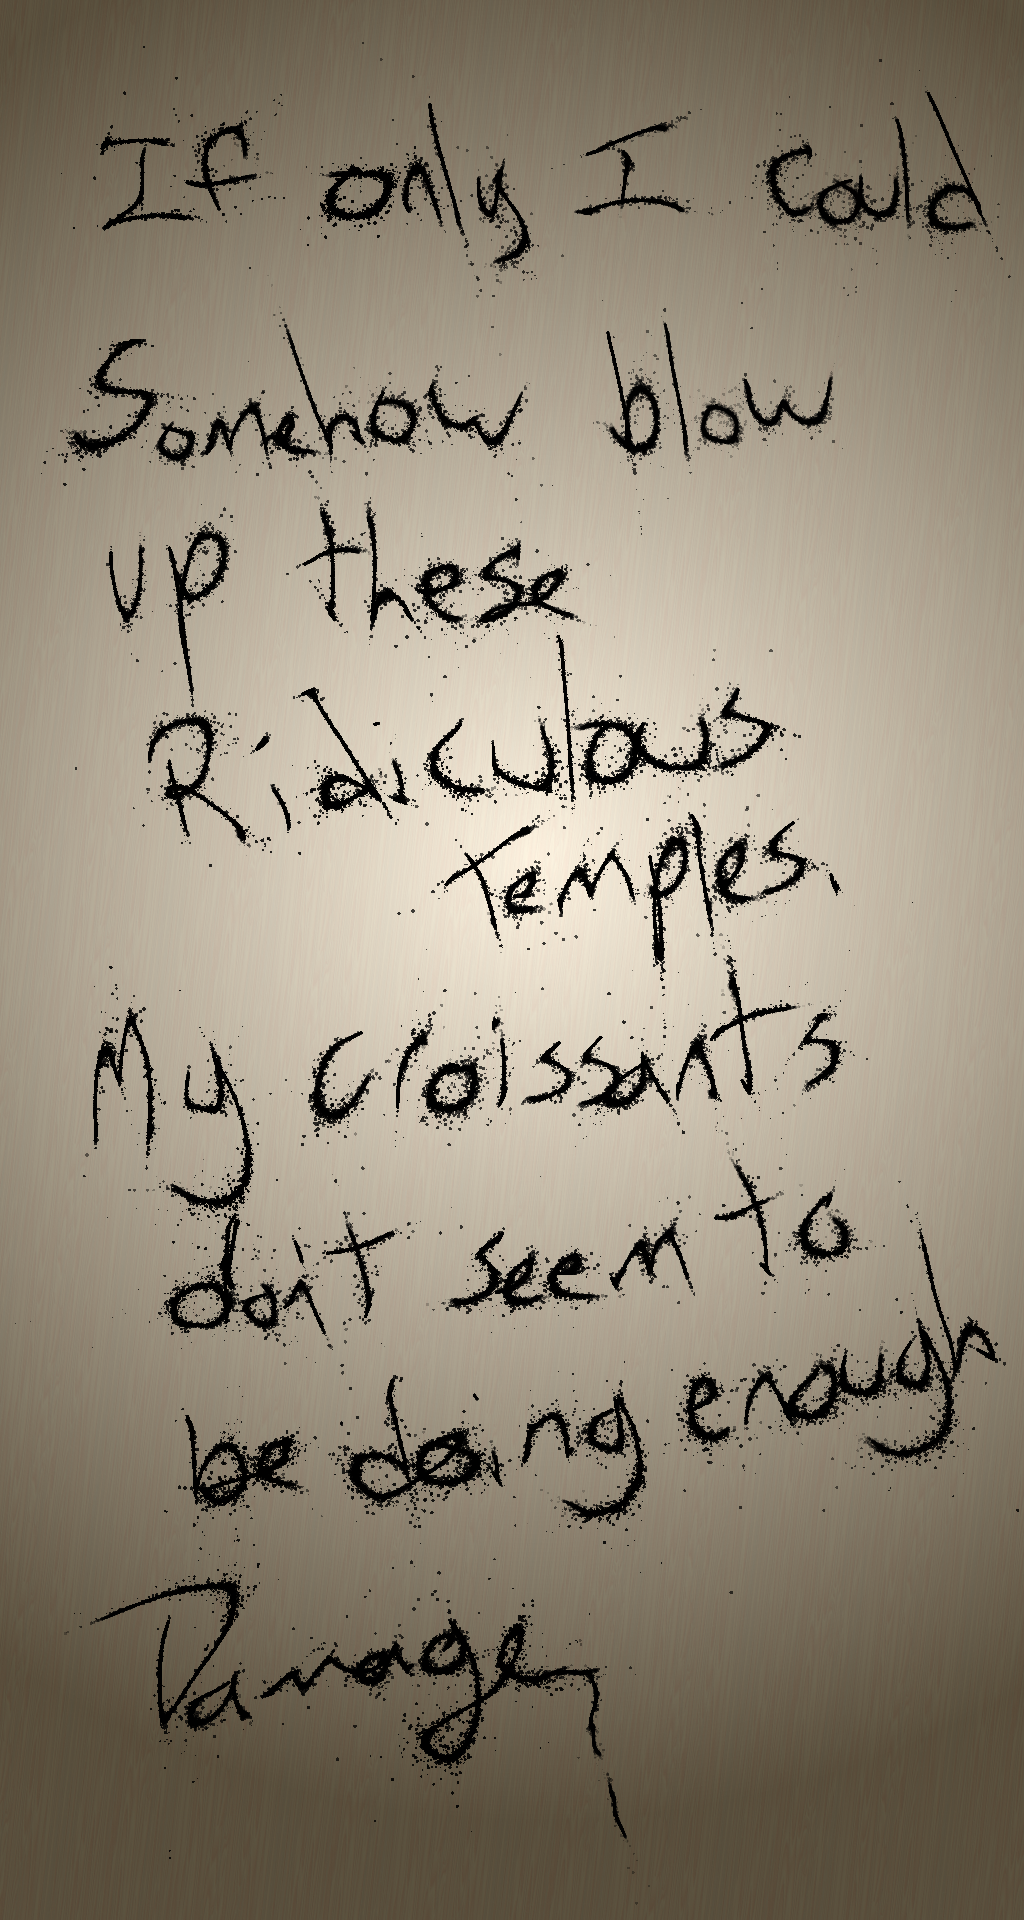 If only I could
Somehow blow
up these
Ridiculous
Temples.
My Croissants
don't seem to
be doing enough
Damage